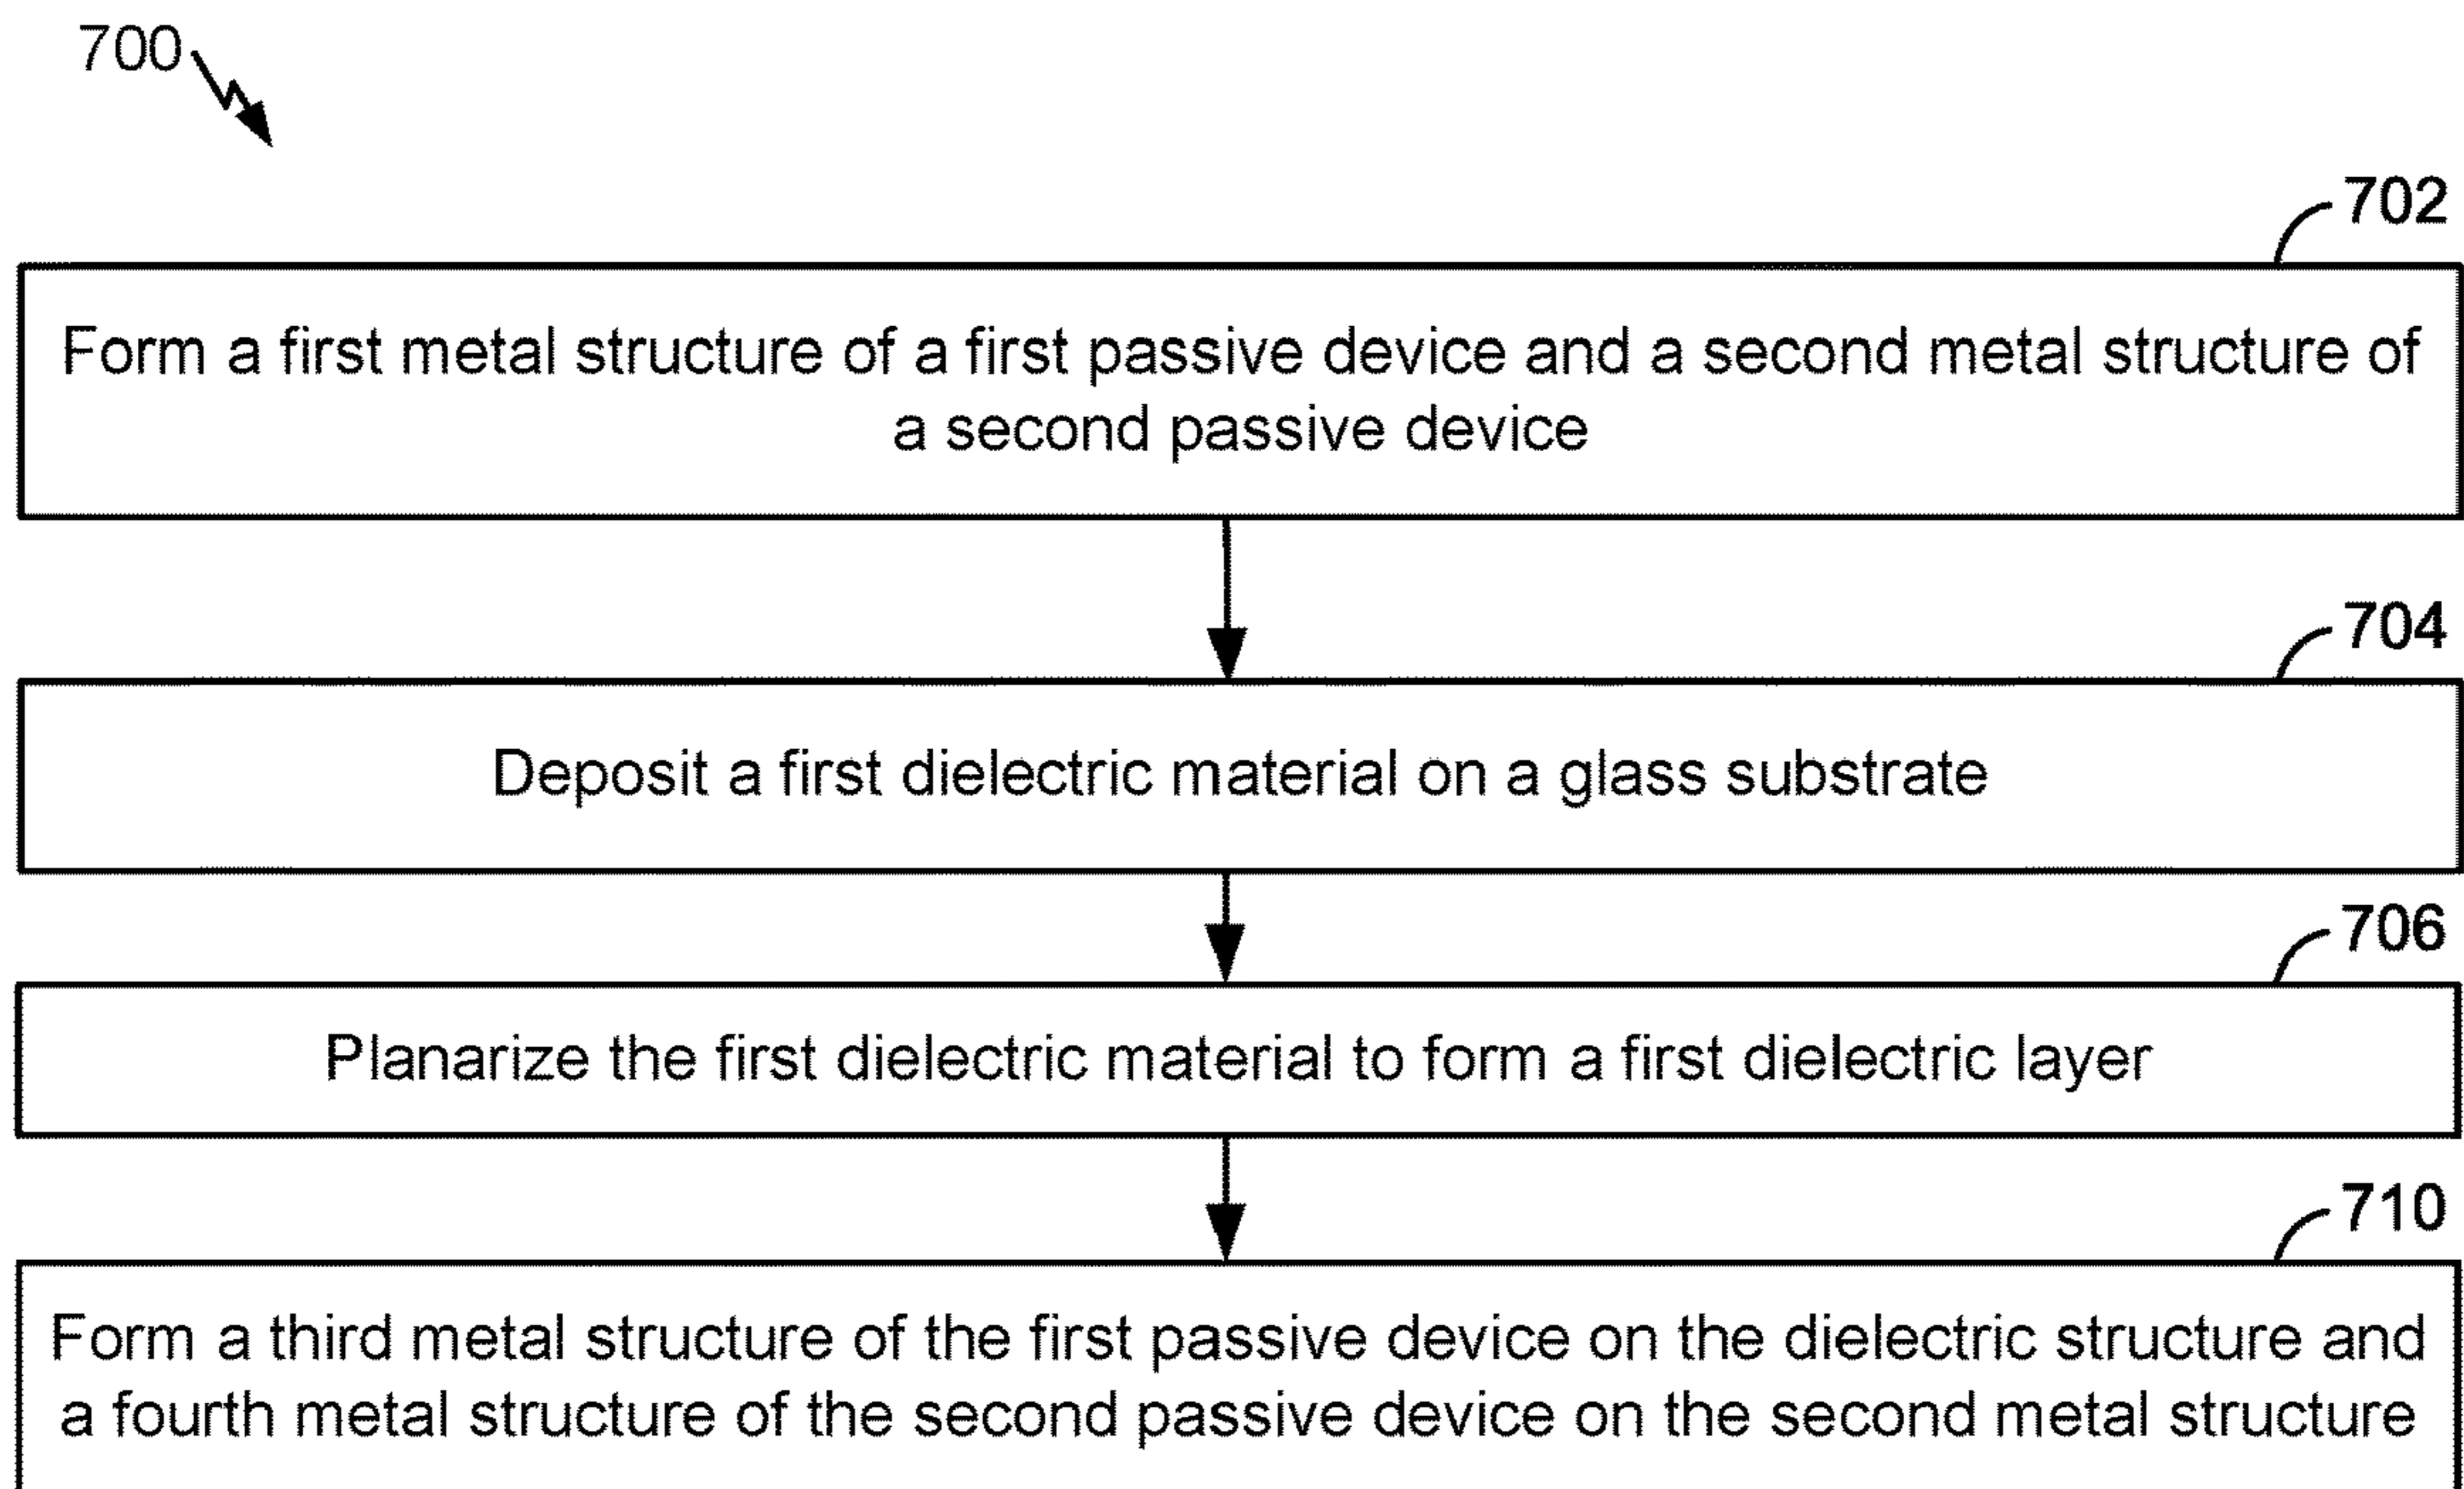 700
702
Form a first metal structure of a first passive device and a second metal structure of
a second passive device
704
Deposit a first dielectric material on a glass substrate
706
Planarize the first dielectric material to form a first dielectric layer
710
Form a third metal structure of the first passive device on the dielectric structure and
a fourth metal structure of the second passive device on the second metal structure